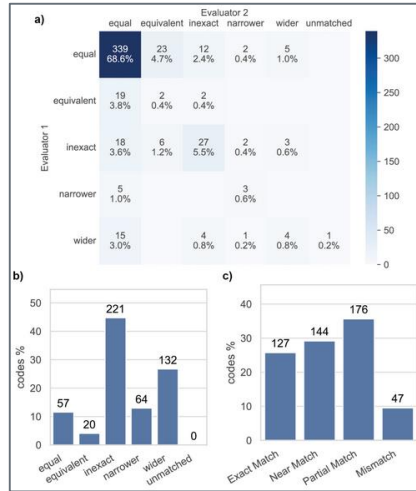 a)
Evaluator 2
equal equivalent inexact narrower wider unmatched
Evaluator 1
equal
339 23 12 2 5
68.6% 4.7% 2.4% 0.4% 1.0%
equivalent
19 2 2
3.8% 0.4% 0.4%
inexact
18 6 27 2 3
3.6% 1.2% 5.5% 0.4% 0.6%
narrower
5 3
1.0% 0.6%
wider
15 4 1 4 1
3.0% 0.8% 0.2% 0.8% 0.2%
300
250
200
150
100
50
0
b)
codes %
50
40
30
20
10
0
57
20
221
64
132
0
equal
equivalent
inexact
narrower
wider
unmatched
c)
codes %
40
30
20
10
0
127
144
176
47
Exact Match
Near Match
Partial Match
Mismatch